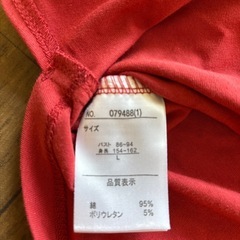 NO. 079488(1)
サイズ
バスト 86-94
身長 154-162
L
品質表示
綿 95%
ポリウレタン 5%